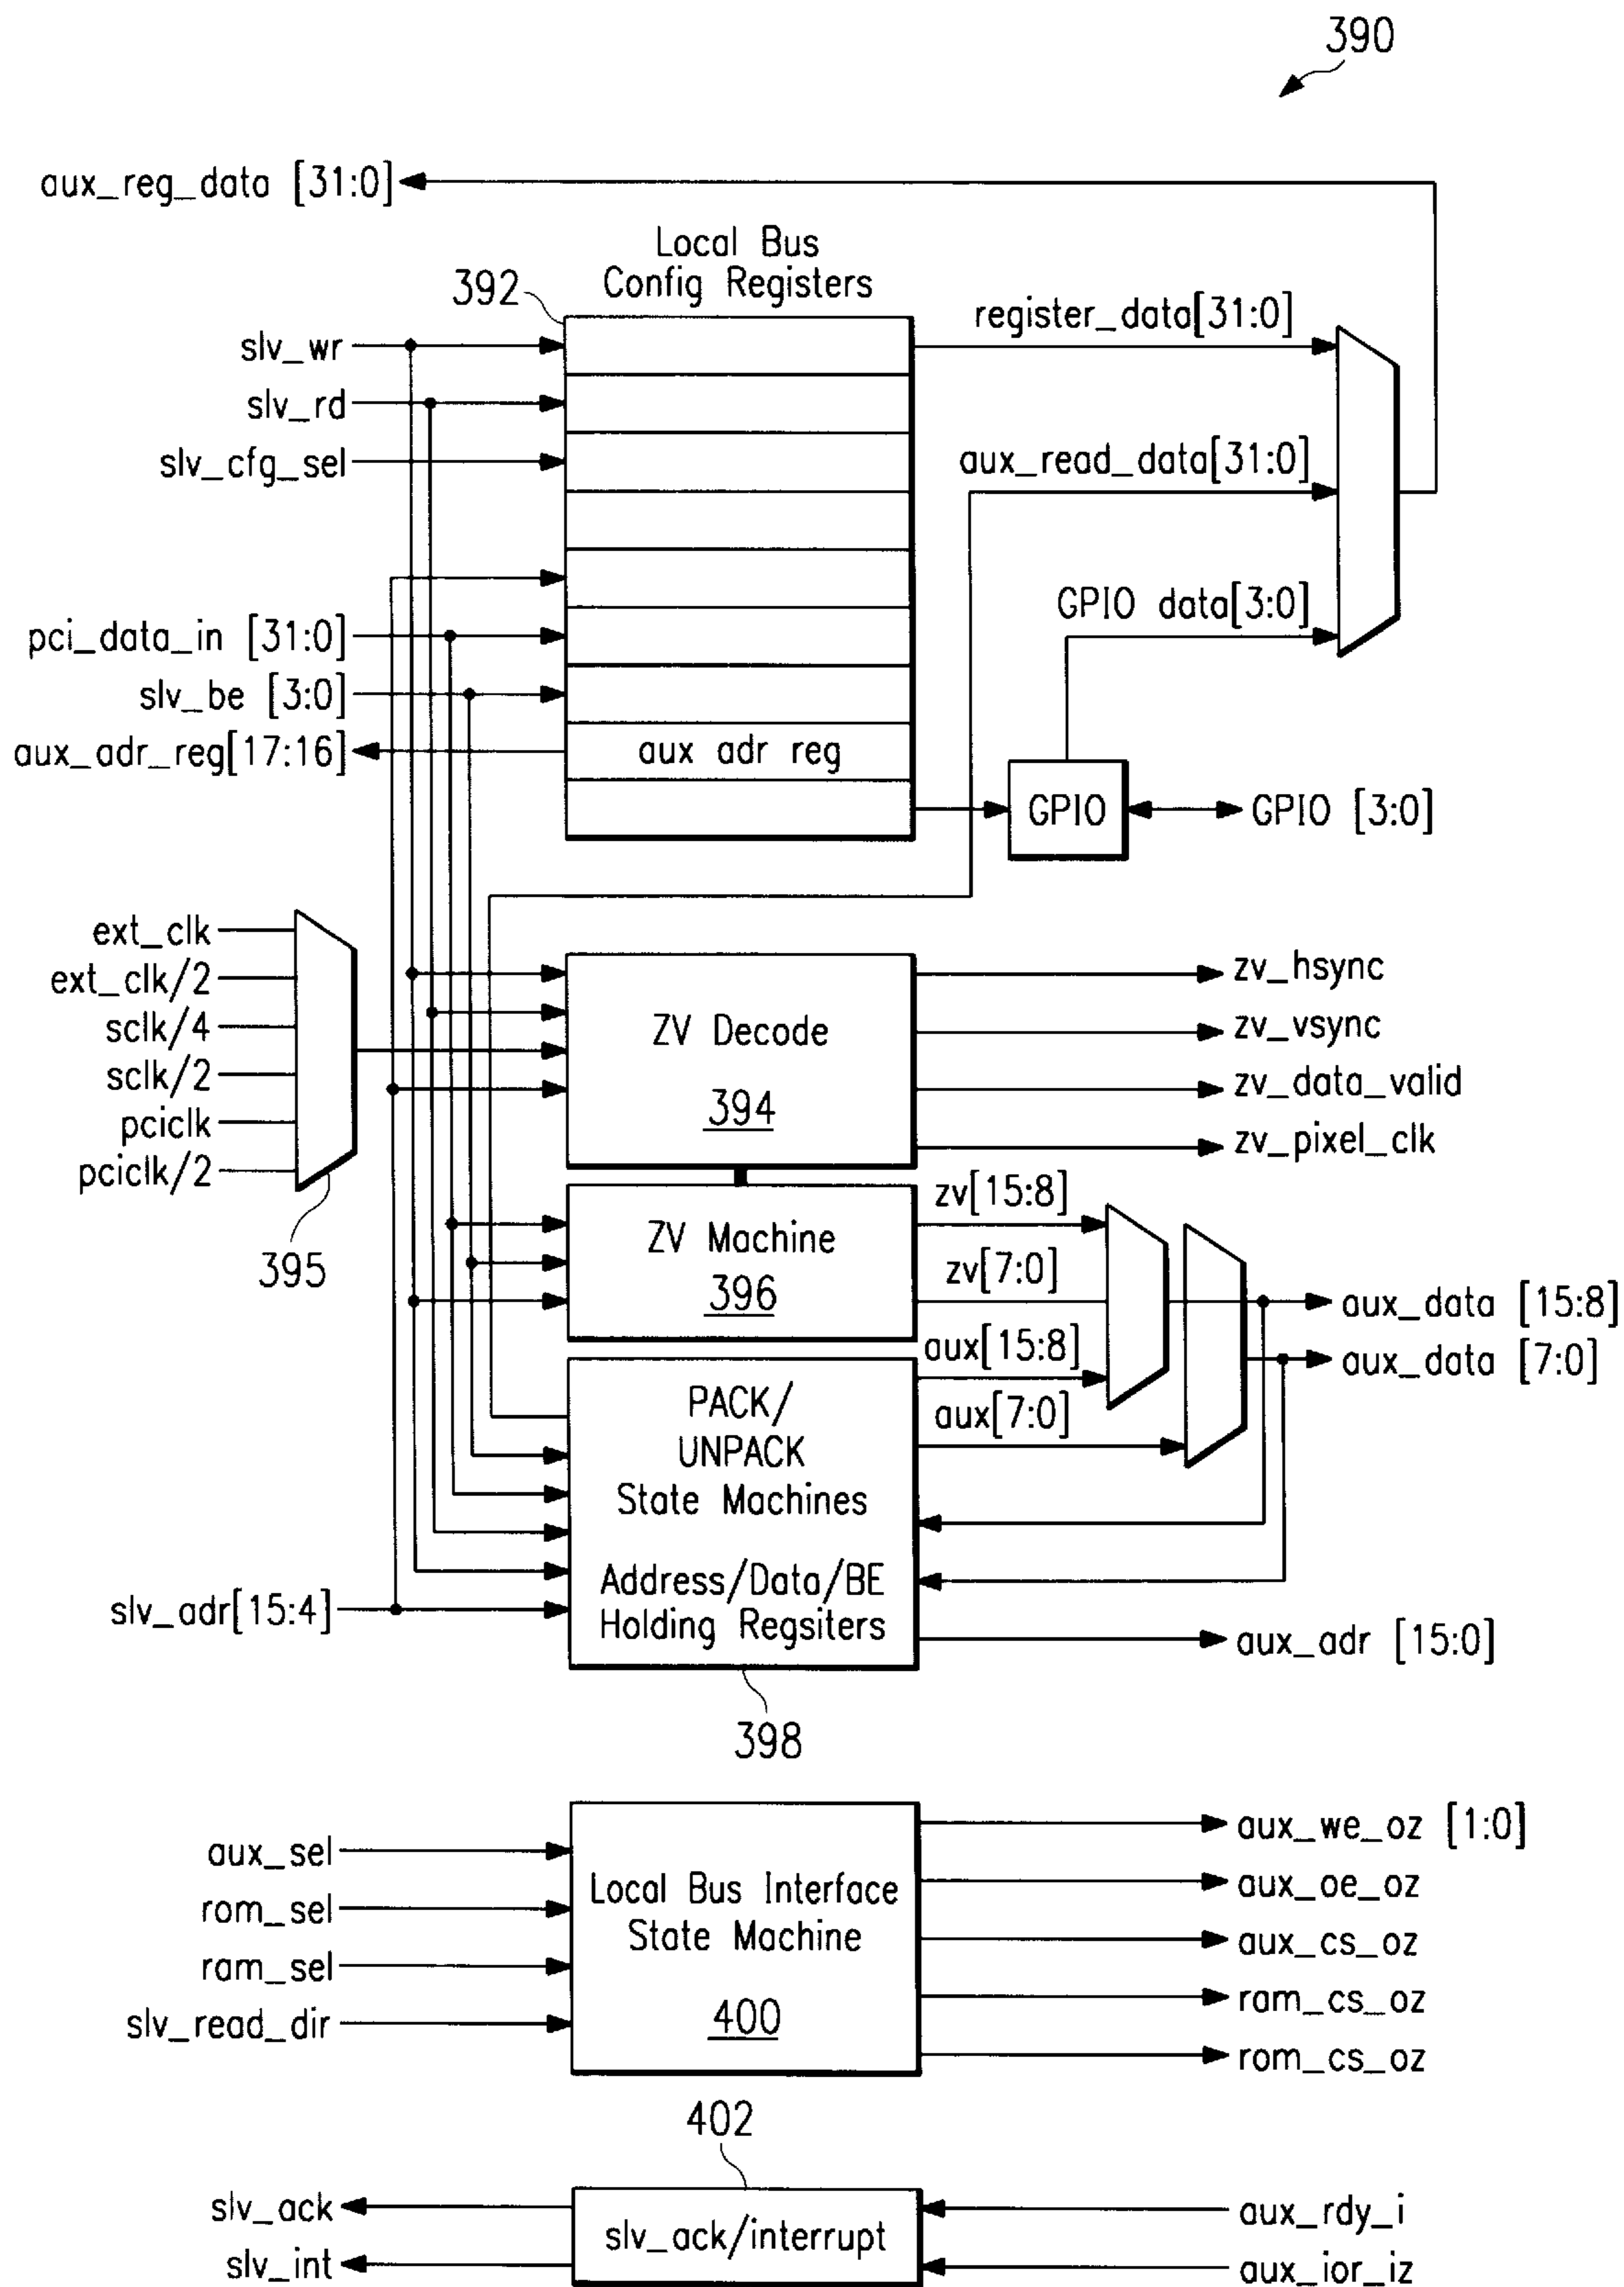 390
aux_reg_data [31:0]
Local Bus
Config Registers
392
register_data[31:0]
slv_wr
slv_rd
slv_cfg_sel
aux_read_data[31:0]
GPIO data[3:0]
pci_data_in [31:0]
slv_be [3:0]
aux_adr_reg[17:16]
aux adr reg
GPIO
GPIO [3:0]
ext_clk
ext_clk/2
sclk/4
sclk/2
pciclk
pciclk/2
395
ZV Decode
394
zv_hsync
zv_vsync
zv_data_valid
zv_pixel_clk
ZV Machine
396
zv[15:8]
zv[7:0]
aux[15:8]
aux[7:0]
aux_data [15:8]
aux_data [7:0]
PACK/
UNPACK
State Machines
Address/Data/BE
Holding Regsiters
slv_adr[15:4]
aux_adr [15:0]
398
aux_sel
rom_sel
ram_sel
slv_read_dir
Local Bus Interface
State Machine
400
aux_we_oz [1:0]
aux_oe_oz
aux_cs_oz
ram_cs_oz
rom_cs_oz
402
slv_ack
slv_int
slv_ack/interrupt
aux_rdy_i
aux_ior_iz